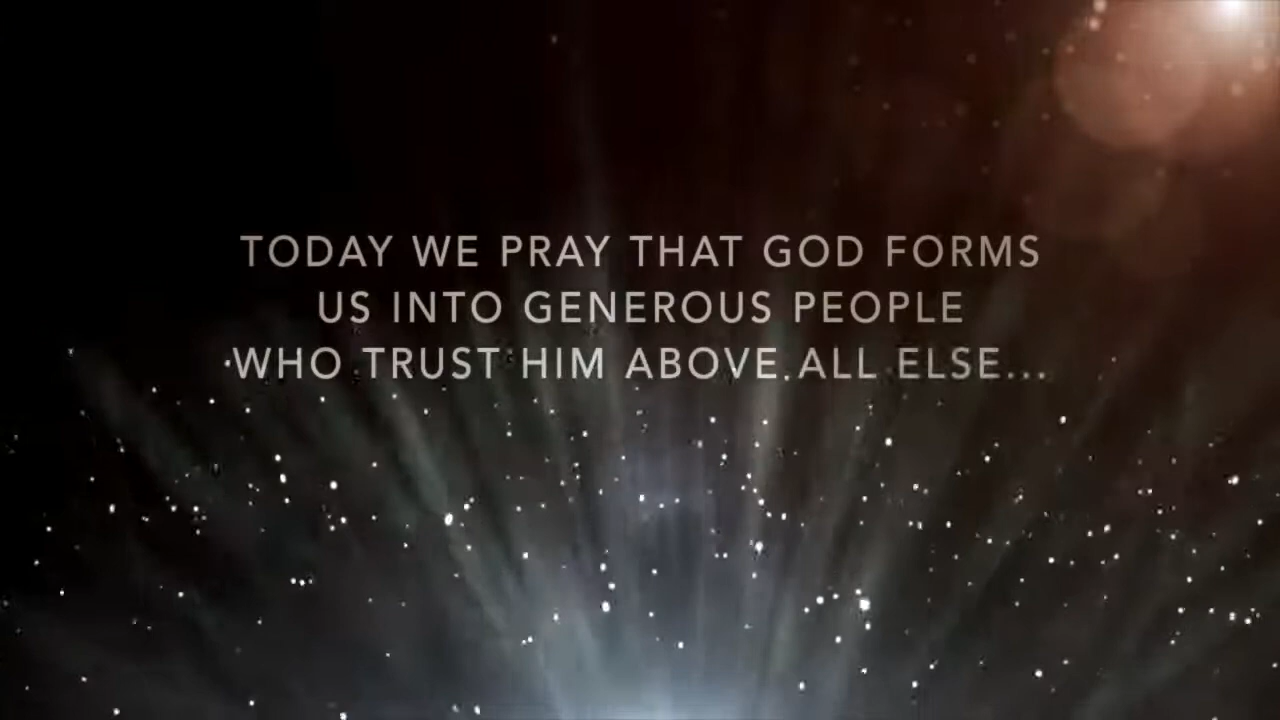 TODAY WE PRAY THAT GOD FORMS
US INTO GENEROUS PEOPLE
WHO TRUST HIM ABOVE ALL ELSE...